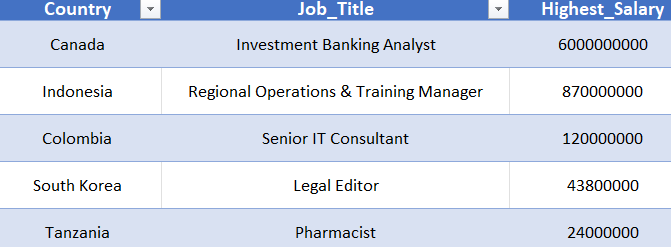 Country Job_Title Highest_Salary
Canada Investment Banking Analyst 6000000000
Indonesia Regional Operations & Training Manager 870000000
Colombia Senior IT Consultant 120000000
South Korea Legal Editor 43800000
Tanzania Pharmacist 24000000